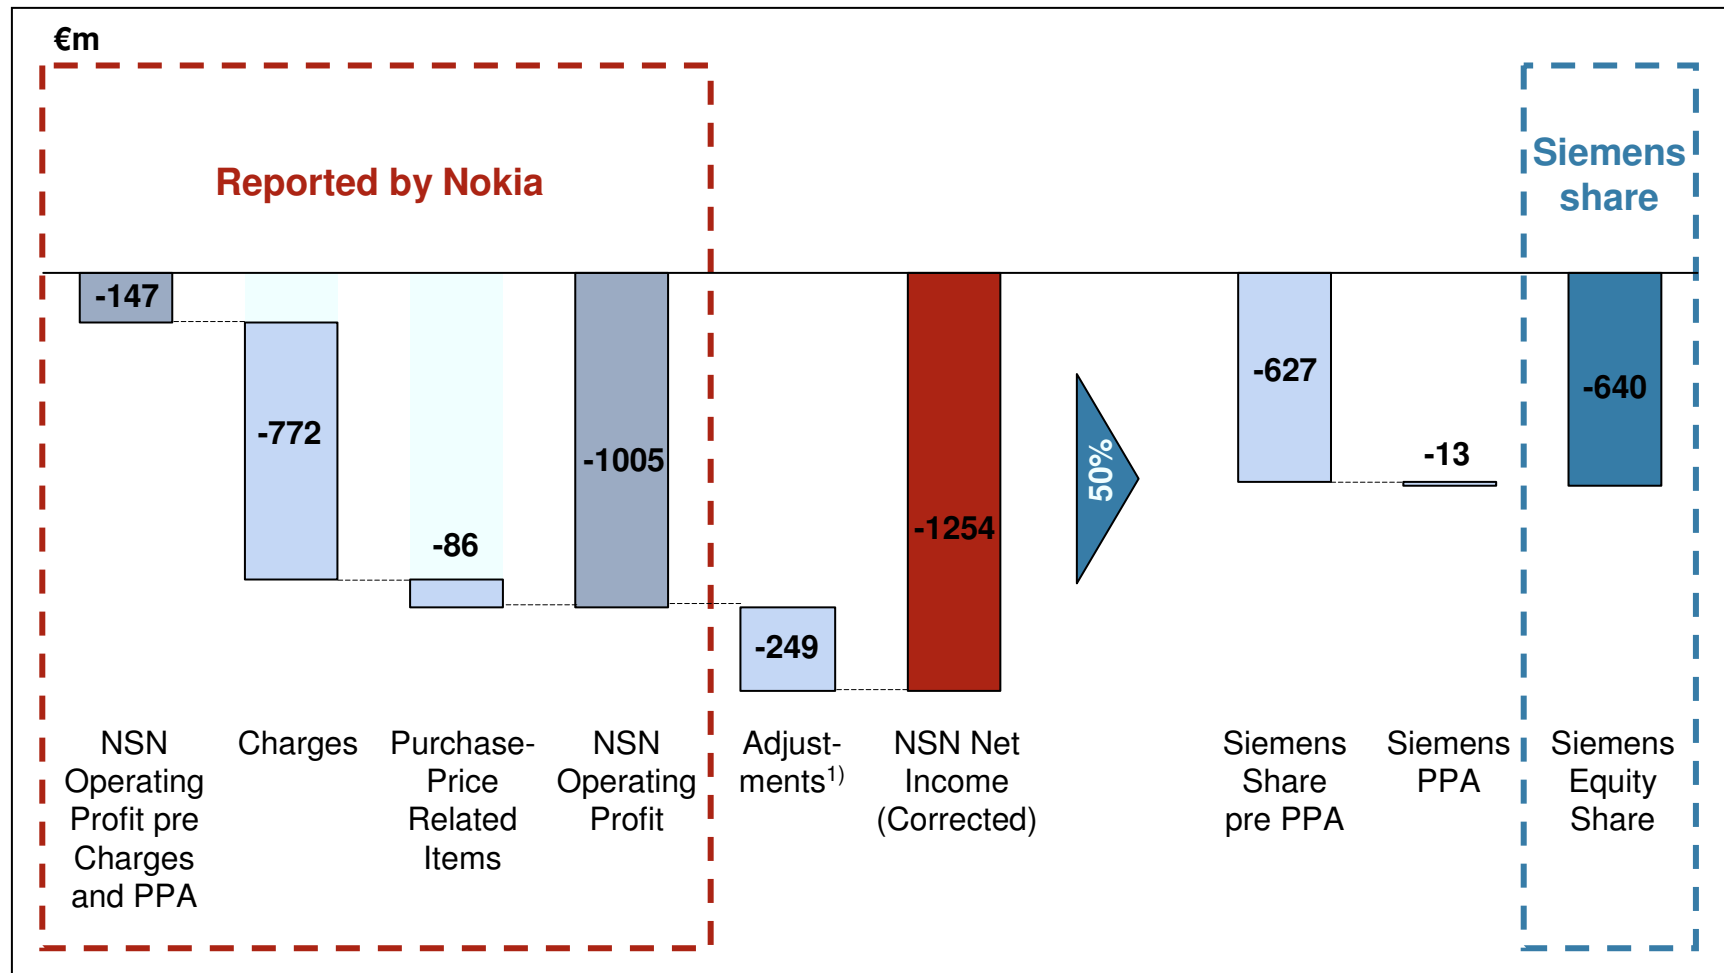 €m
Reported by Nokia
Siemens
share
-147
-772
-86
-1005
-249
-1254
50%
-627
-13
-640
NSN
Operating
Profit pre
Charges
and PPA
Charges
Purchase-
Price
Related
Items
NSN
Operating
Profit
Adjust-
ments1)
NSN Net
Income
(Corrected)
Siemens
Share
pre PPA
Siemens
PPA
Siemens
Equity
Share